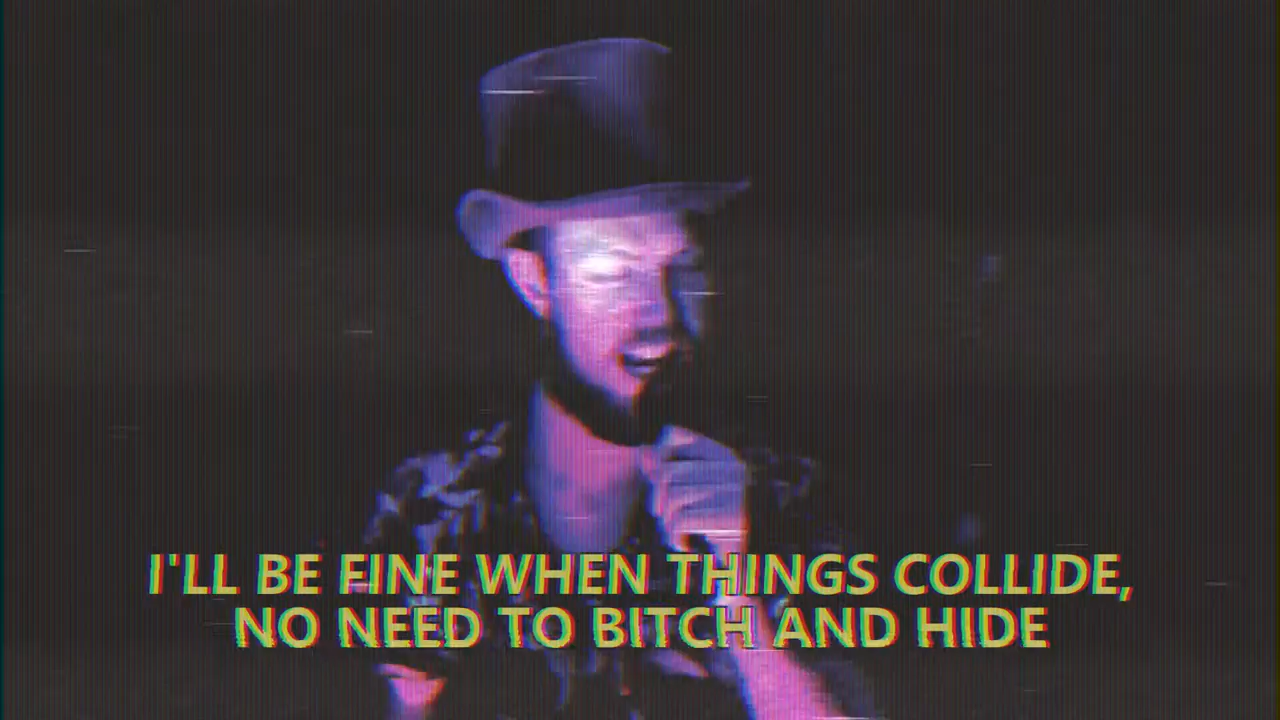 I'LL BE FINE WHEN THINGS COLLIDE,
NO NEED TO BITCH AND HIDE